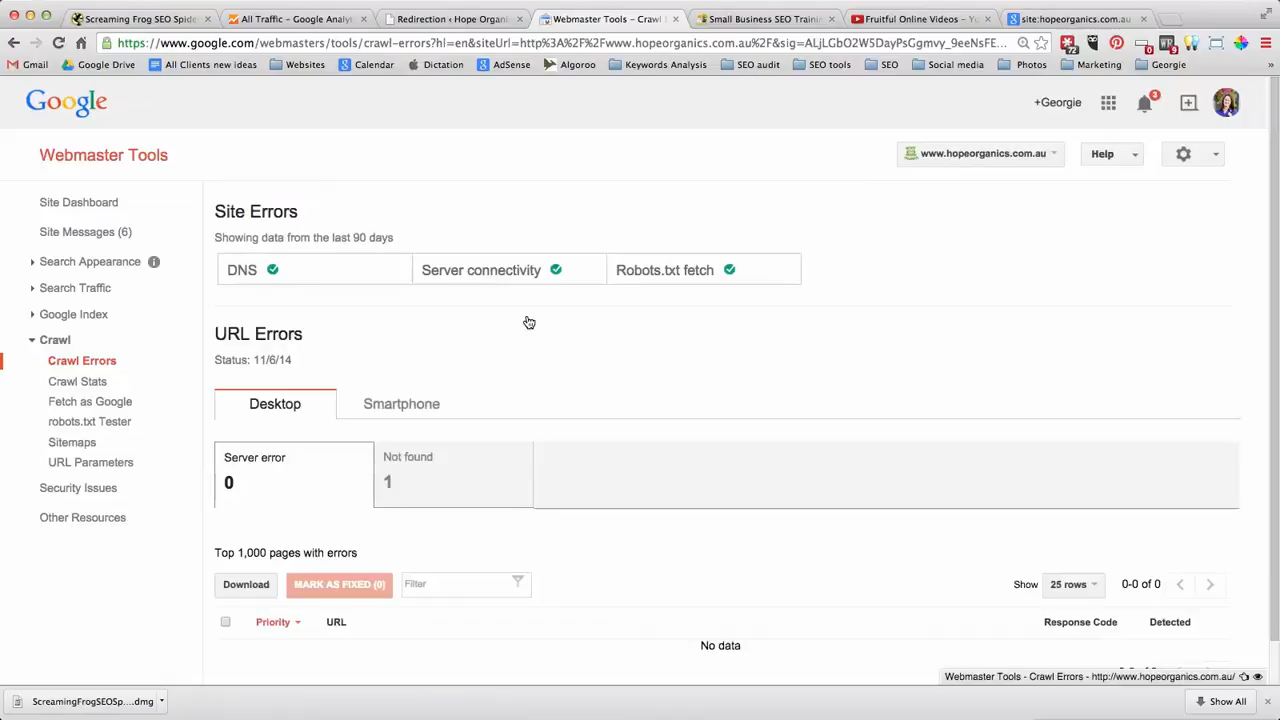 Screaming Frog SEO Spide
All Traffic - Google Analyt
Redirection ‹ Hope Organi
Webmaster Tools - Crawl
Small Business SEO Trainin
Fruitful Online Videos - Yo
site:hopeorganics.com.au
https://www.google.com/webmasters/tools/crawl-errors?hl=en&siteUrl=http%3A%2F%2Fwww.hopeorganics.com.au%2F&sig=ALjLGbO2W5DayPsGgmvy_9eeNsFE...
72
0
9
Gmail
Google Drive
All Clients new ideas
Websites
Calendar
Dictation
AdSense
Algoroo
Keywords Analysis
SEO audit
SEO tools
SEO
Social media
Photos
Marketing
Georgie
»
Google
+Georgie
3
Webmaster Tools
www.hopeorganics.com.au
Help
Site Dashboard
Site Messages (6)
Search Appearance
Search Traffic
Google Index
Crawl
Crawl Errors
Crawl Stats
Fetch as Google
robots.txt Tester
Sitemaps
URL Parameters
Security Issues
Other Resources
Site Errors
Showing data from the last 90 days
DNS
Server connectivity
Robots.txt fetch
URL Errors
Status: 11/6/14
Desktop
Smartphone
Server error
0
Not found
1
Top 1,000 pages with errors
Download
MARK AS FIXED (0)
Filter
Show
25 rows
0-0 of 0
Priority
URL
Response Code
Detected
No data
Webmaster Tools - Crawl Errors - http://www.hopeorganics.com.au/
ScreamingFrogSEOSp....dmg
Show All